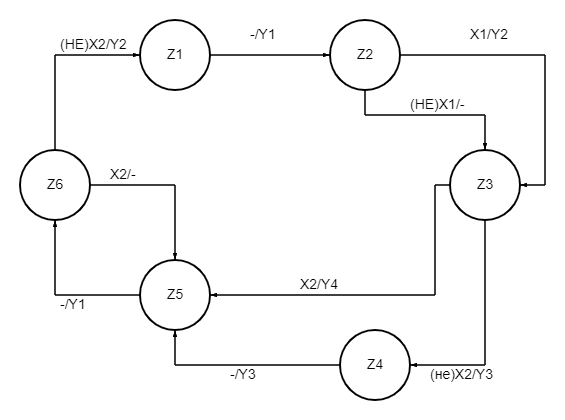 (НЕ)X2/Y2
Z1
-/Y1
Z2
X1/Y2
(НЕ)X1/-
Z6
X2/-
Z3
X2/Y4
Z5
-/Y1
Z4
-/Y3
(не)X2/Y3